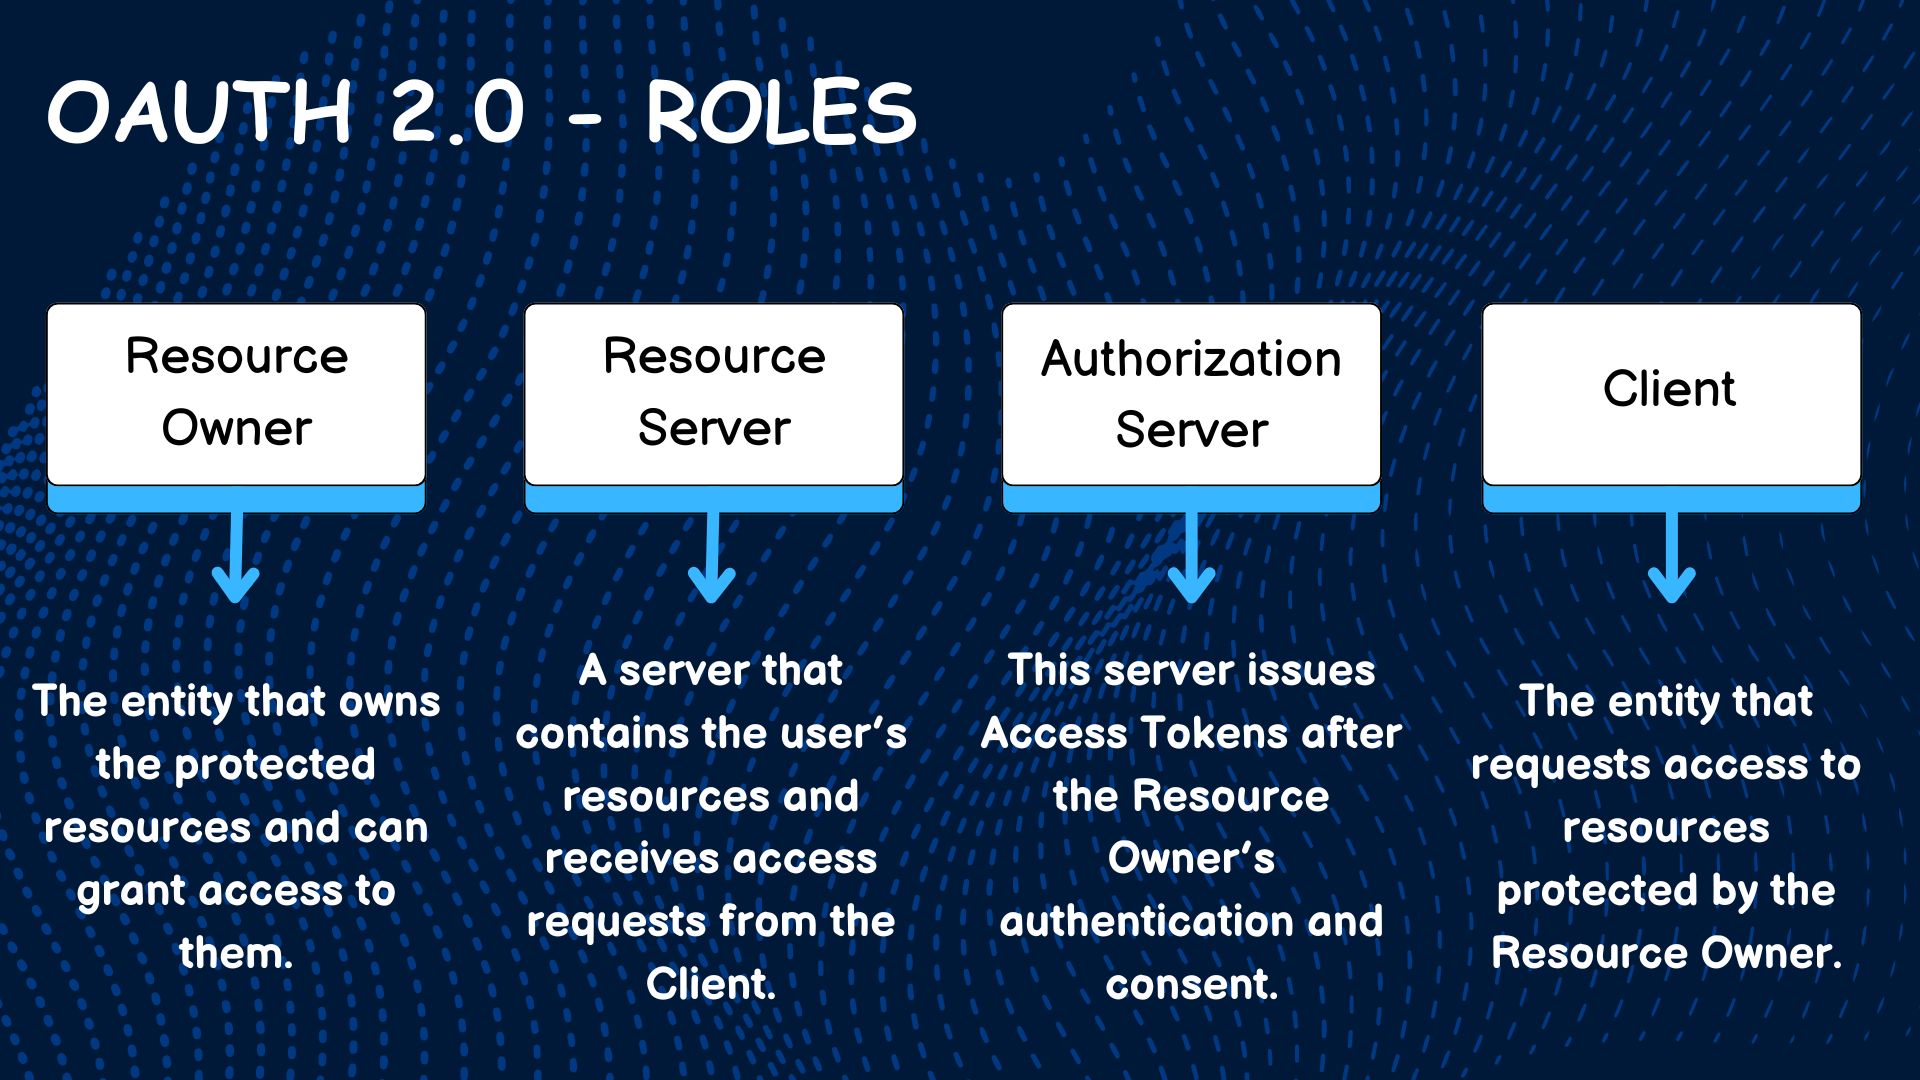 OAUTH 2.0 - ROLES
Resource
Owner
The entity that owns
the protected
resources and can
grant access to
them.
Resource
Server
A server that
contains the user's
resources and
receives access
requests from the
Client.
Authorization
Server
This server issues
Access Tokens after
the Resource
Owner's
authentication and
consent.
Client
The entity that
requests access to
resources
protected by the
Resource Owner.